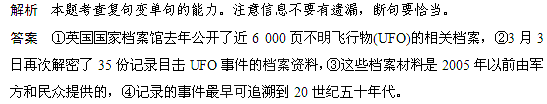 解析　本题考查复句变单句的能力。注意信息不要有遗漏，断句要恰当。
答案　①英国国家档案馆去年公开了近 6 000 页不明飞行物(UFO)的相关档案，②3 月 3
日再次解密了 35 份记录目击 UFO 事件的档案资料，③这些档案材料是 2005 年以前由军
方和民众提供的，④记录的事件最早可追溯到 20 世纪五十年代。